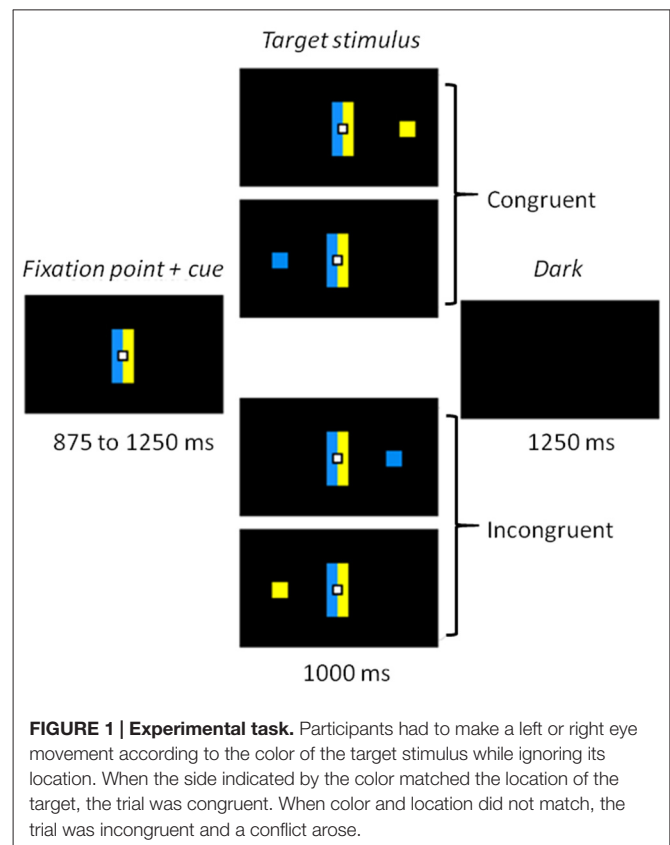 Target stimulus
Congruent
Fixation point + cue
Dark
875 to 1250 ms
1250 ms
Incongruent
1000 ms
FIGURE 1 | Experimental task. Participants had to make a left or right eye
movement according to the color of the target stimulus while ignoring its
location. When the side indicated by the color matched the location of the
target, the trial was congruent. When color and location did not match, the
trial was incongruent and a conflict arose.